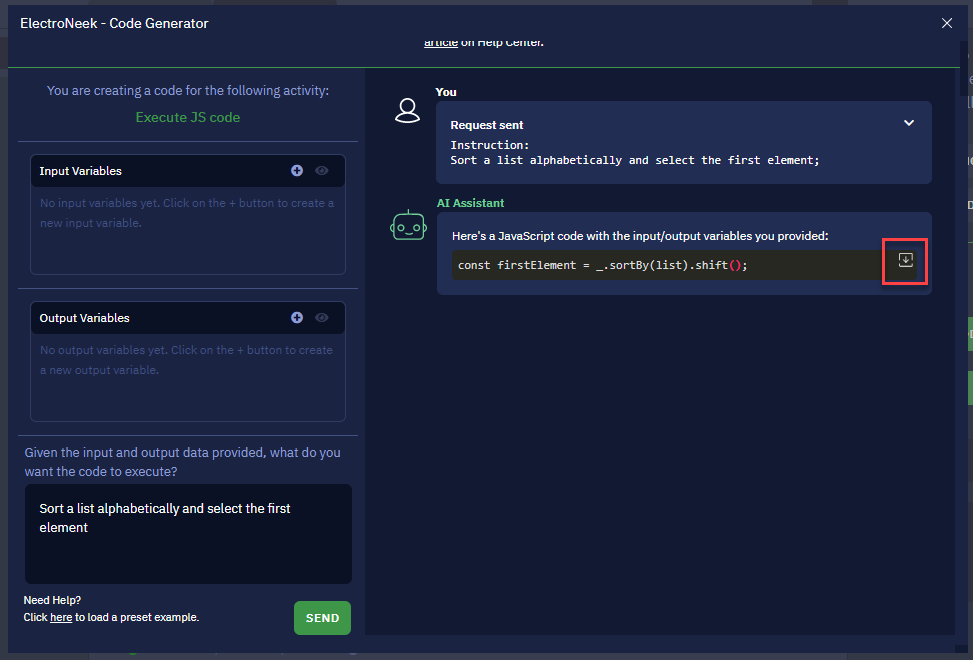 ElectroNeek - Code Generator
article on Help Center.
You are creating a code for the following activity:
Execute JS code
Input Variables
No input variables yet. Click on the + button to create a
new input variable.
Output Variables
No output variables yet. Click on the + button to create
a new output variable.
Given the input and output data provided, what do you
want the code to execute?
Sort a list alphabetically and select the first
element
Need Help?
Click here to load a preset example.
SEND
You
Request sent
Instruction:
Sort a list alphabetically and select the first element;
AI Assistant
Here's a JavaScript code with the input/output variables you provided:
const firstElement = _.sortBy(list).shift();